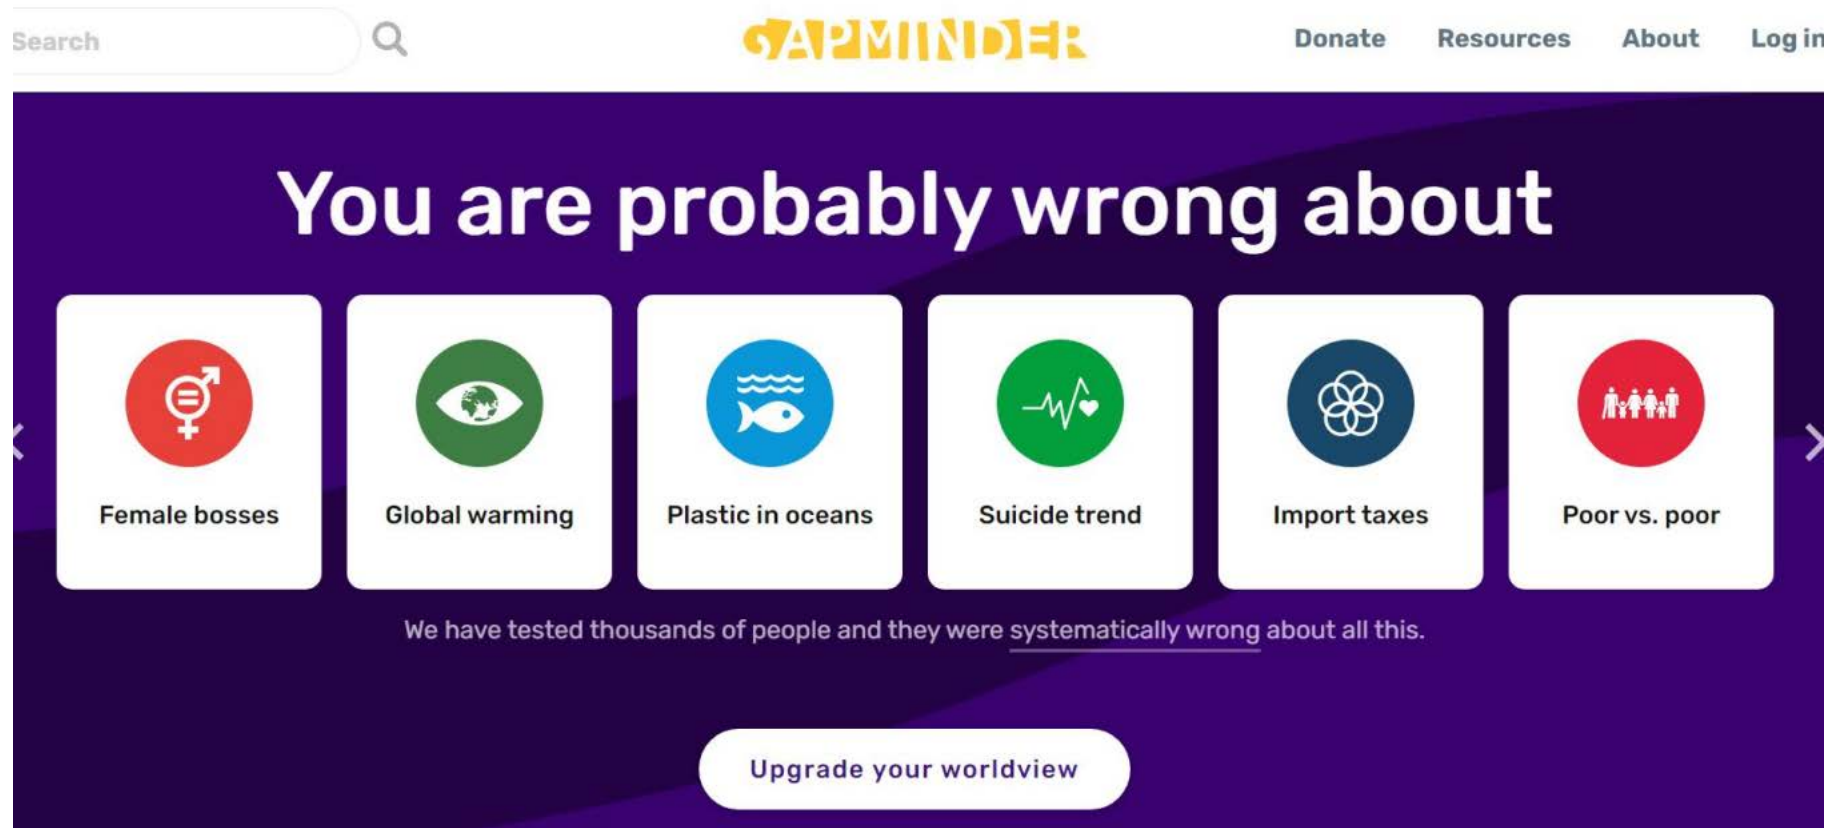 Search
GAPMINDER
Donate Resources About Log in
You are probably wrong about
Female bosses
Global warming
Plastic in oceans
Suicide trend
Import taxes
Poor vs. poor
We have tested thousands of people and they were systematically wrong about all this.
Upgrade your worldview